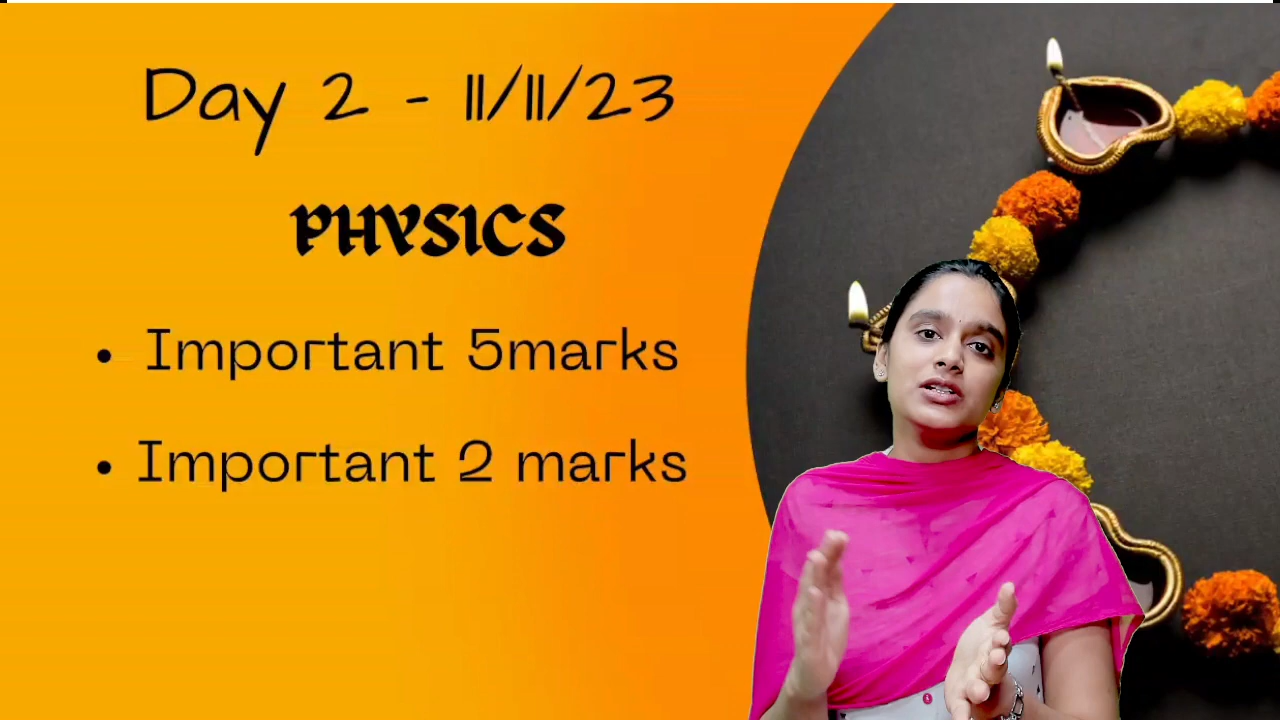 Day 2 - 11/11/23
PHYSICS
• Important 5marks
• Important 2 marks